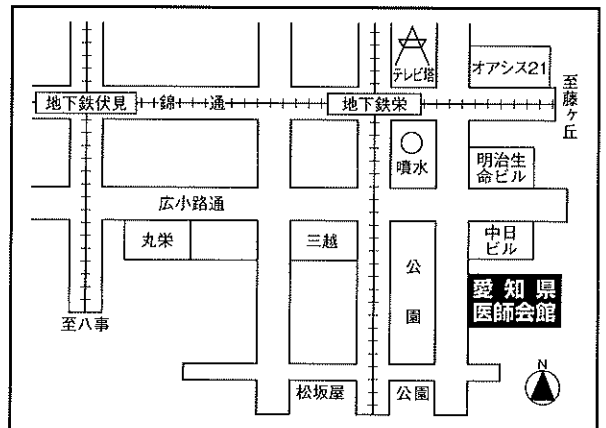 テレビ塔
オアシス21
至藤ヶ丘
地下鉄伏見
錦通
地下鉄栄
噴水
明治生
命ビル
広小路通
丸栄
三越
公園
中日
ビル
愛知県
医師会館
至八事
松坂屋
公園
N